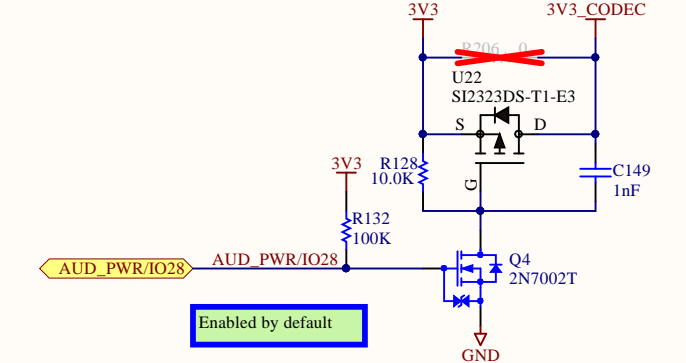 3V3
3V3_CODEC
R206 0
U22
SI2323DS-T1-E3
S
D
G
R128
10.0K
C149
1nF
3V3
R132
100K
AUD_PWR/IO28
AUD_PWR/IO28
Q4
2N7002T
Enabled by default
GND